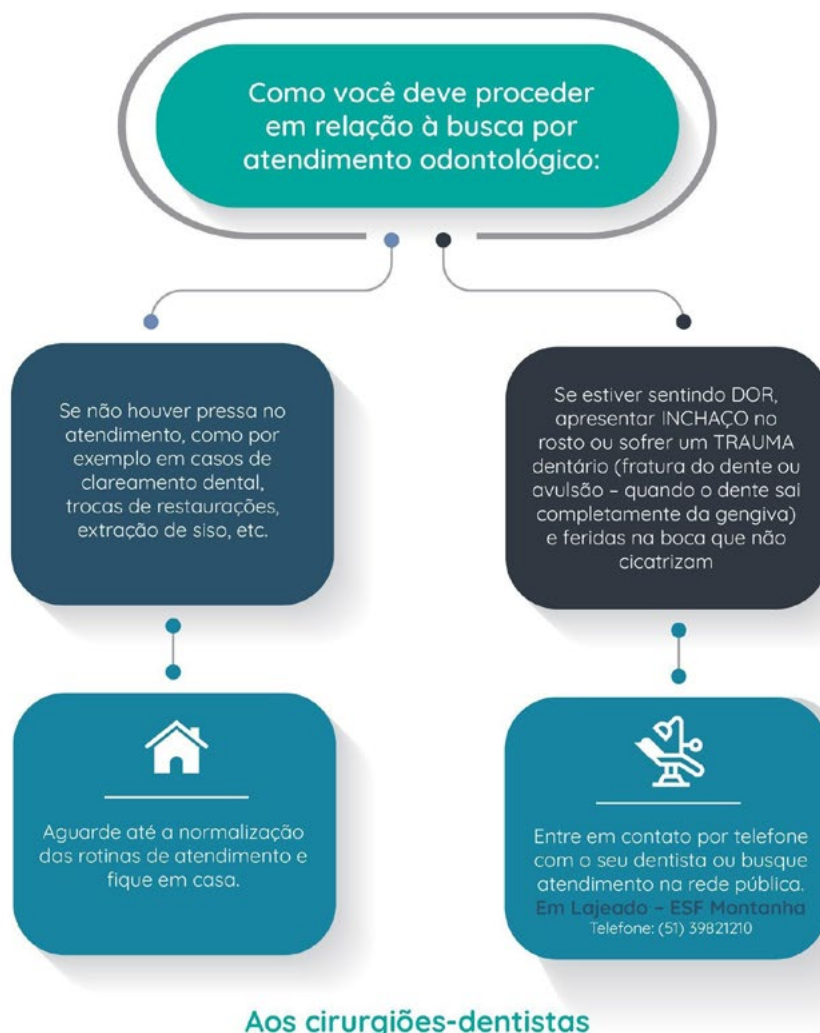 Como você deve proceder
em relação à busca por
atendimento odontológico:
Se não houver pressa no
atendimento, como por
exemplo em casos de
clareamento dental,
trocas de restaurações,
extração de siso, etc.
Se estiver sentindo DOR,
apresentar INCHAÇO no
rosto ou sofrer um TRAUMA
dentário (fratura do dente ou
avulsão – quando o dente sai
completamente da gengiva)
e feridas na boca que não
cicatrizam
Aguarde até a normalização
das rotinas de atendimento e
fique em casa.
Entre em contato por telefone
com o seu dentista ou busque
atendimento na rede pública.
Em Lajeado – ESF Montanha
Telefone: (51) 39821210
Aos cirurgiões-dentistas